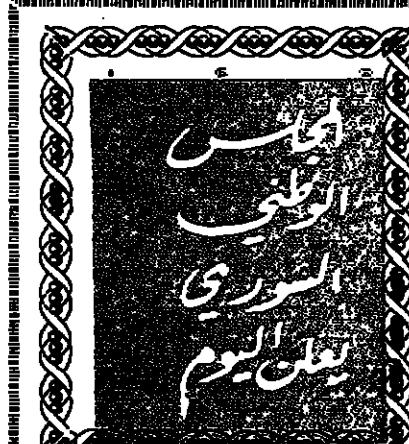 المجلس
الوطني
السوري
يعلن اليوم